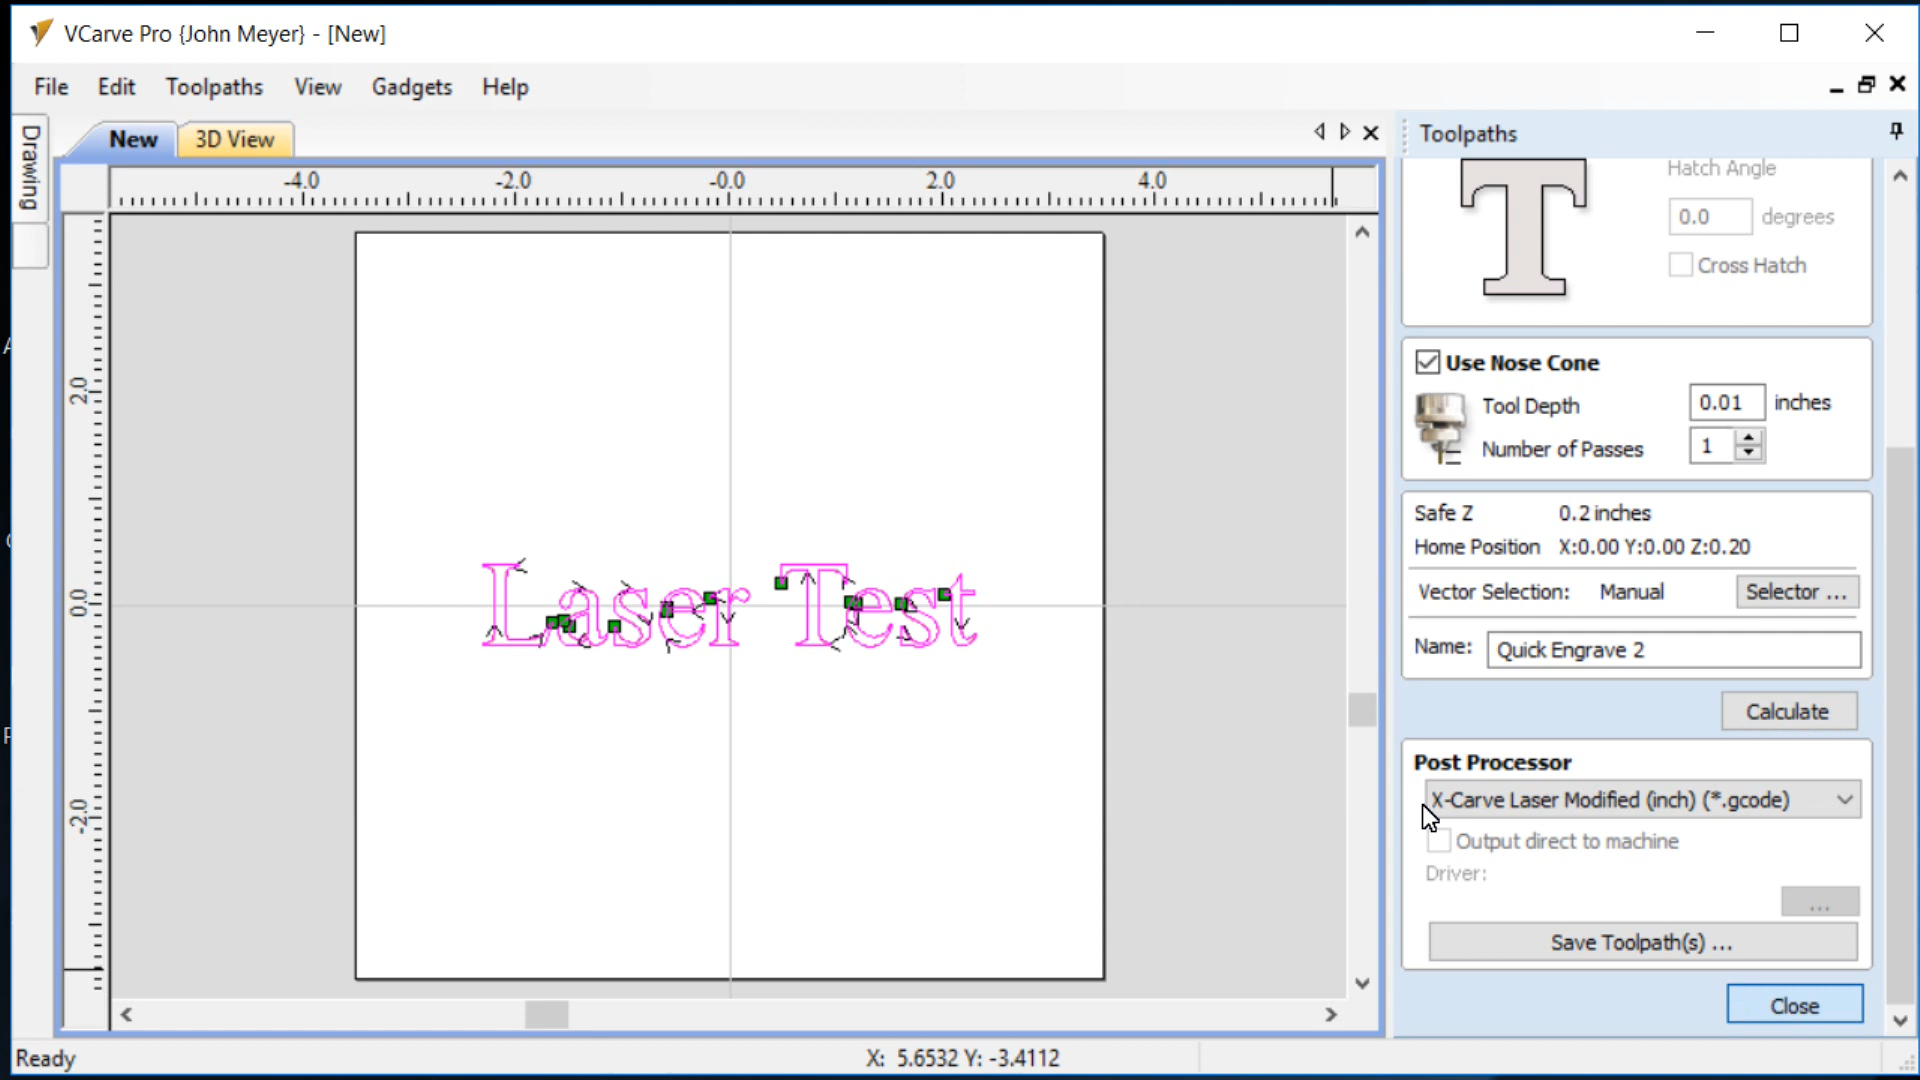 VCarve Pro {John Meyer} - [New]
File Edit Toolpaths View Gadgets Help
Drawing
New 3D View
-4.0 -2.0 -0.0 2.0 4.0
2.0
0.0
-2.0
Laser Test
Toolpaths
Hatch Angle
0.0 degrees
Cross Hatch
Use Nose Cone
Tool Depth 0.01 inches
Number of Passes 1
Safe Z 0.2 inches
Home Position X:0.00 Y:0.00 Z:0.20
Vector Selection: Manual Selector ...
Name: Quick Engrave 2
Calculate
Post Processor
X-Carve Laser Modified (inch) (*.gcode)
Output direct to machine
Driver:
...
Save Toolpath(s) ...
Close
Ready X: 5.6532 Y: -3.4112